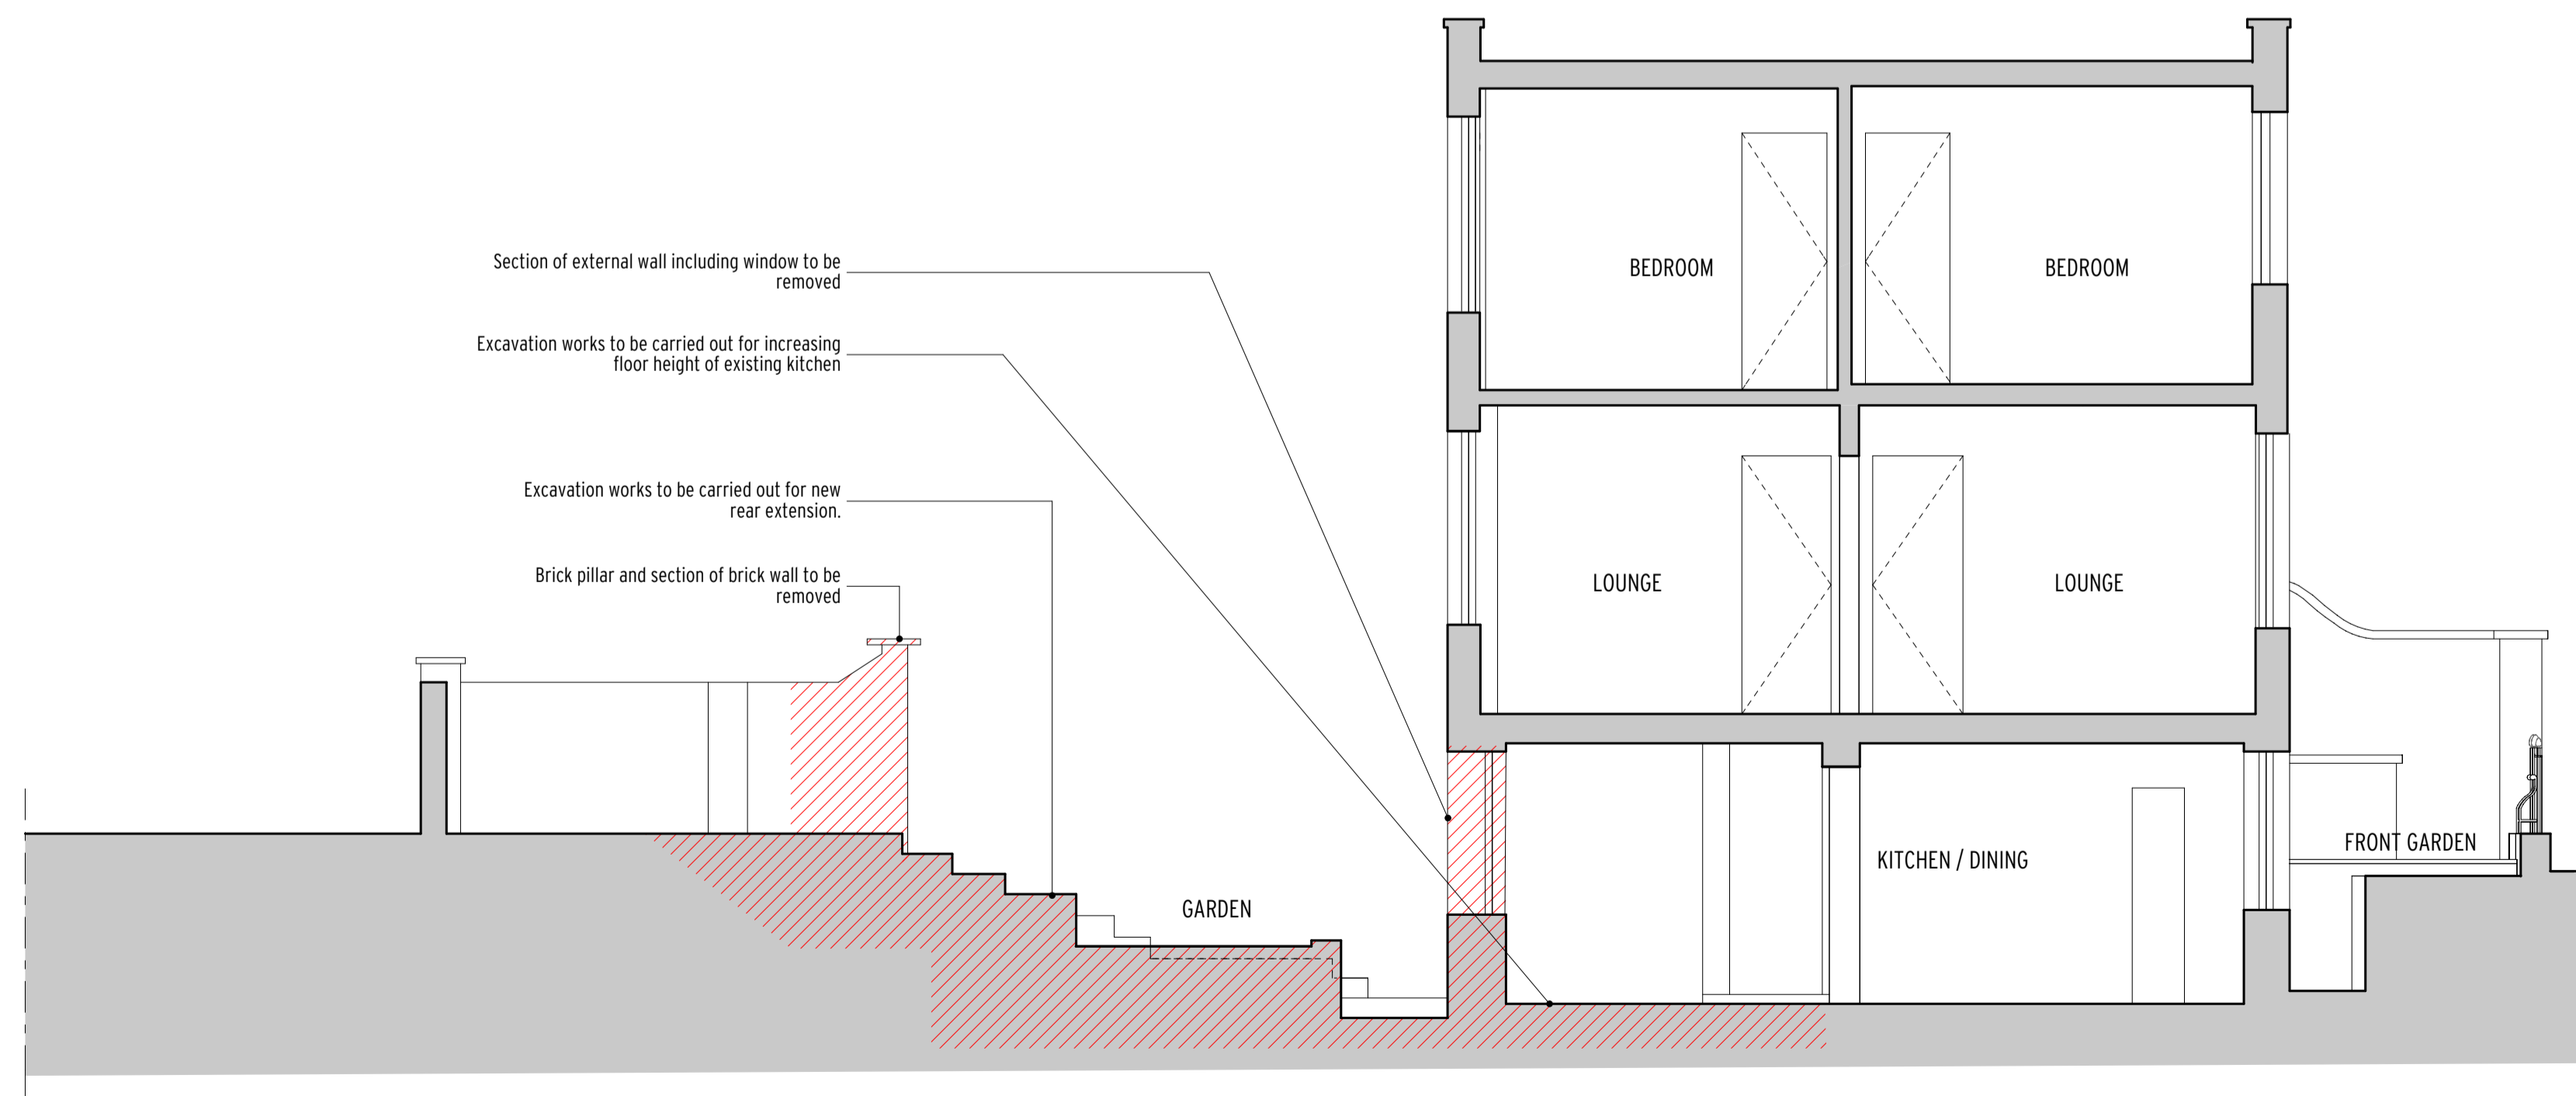 Section of external wall including window to be
removed
Excavation works to be carried out for increasing
floor height of existing kitchen
Excavation works to be carried out for new
rear extension.
Brick pillar and section of brick wall to be
removed
BEDROOM
BEDROOM
LOUNGE
LOUNGE
GARDEN
KITCHEN / DINING
FRONT GARDEN